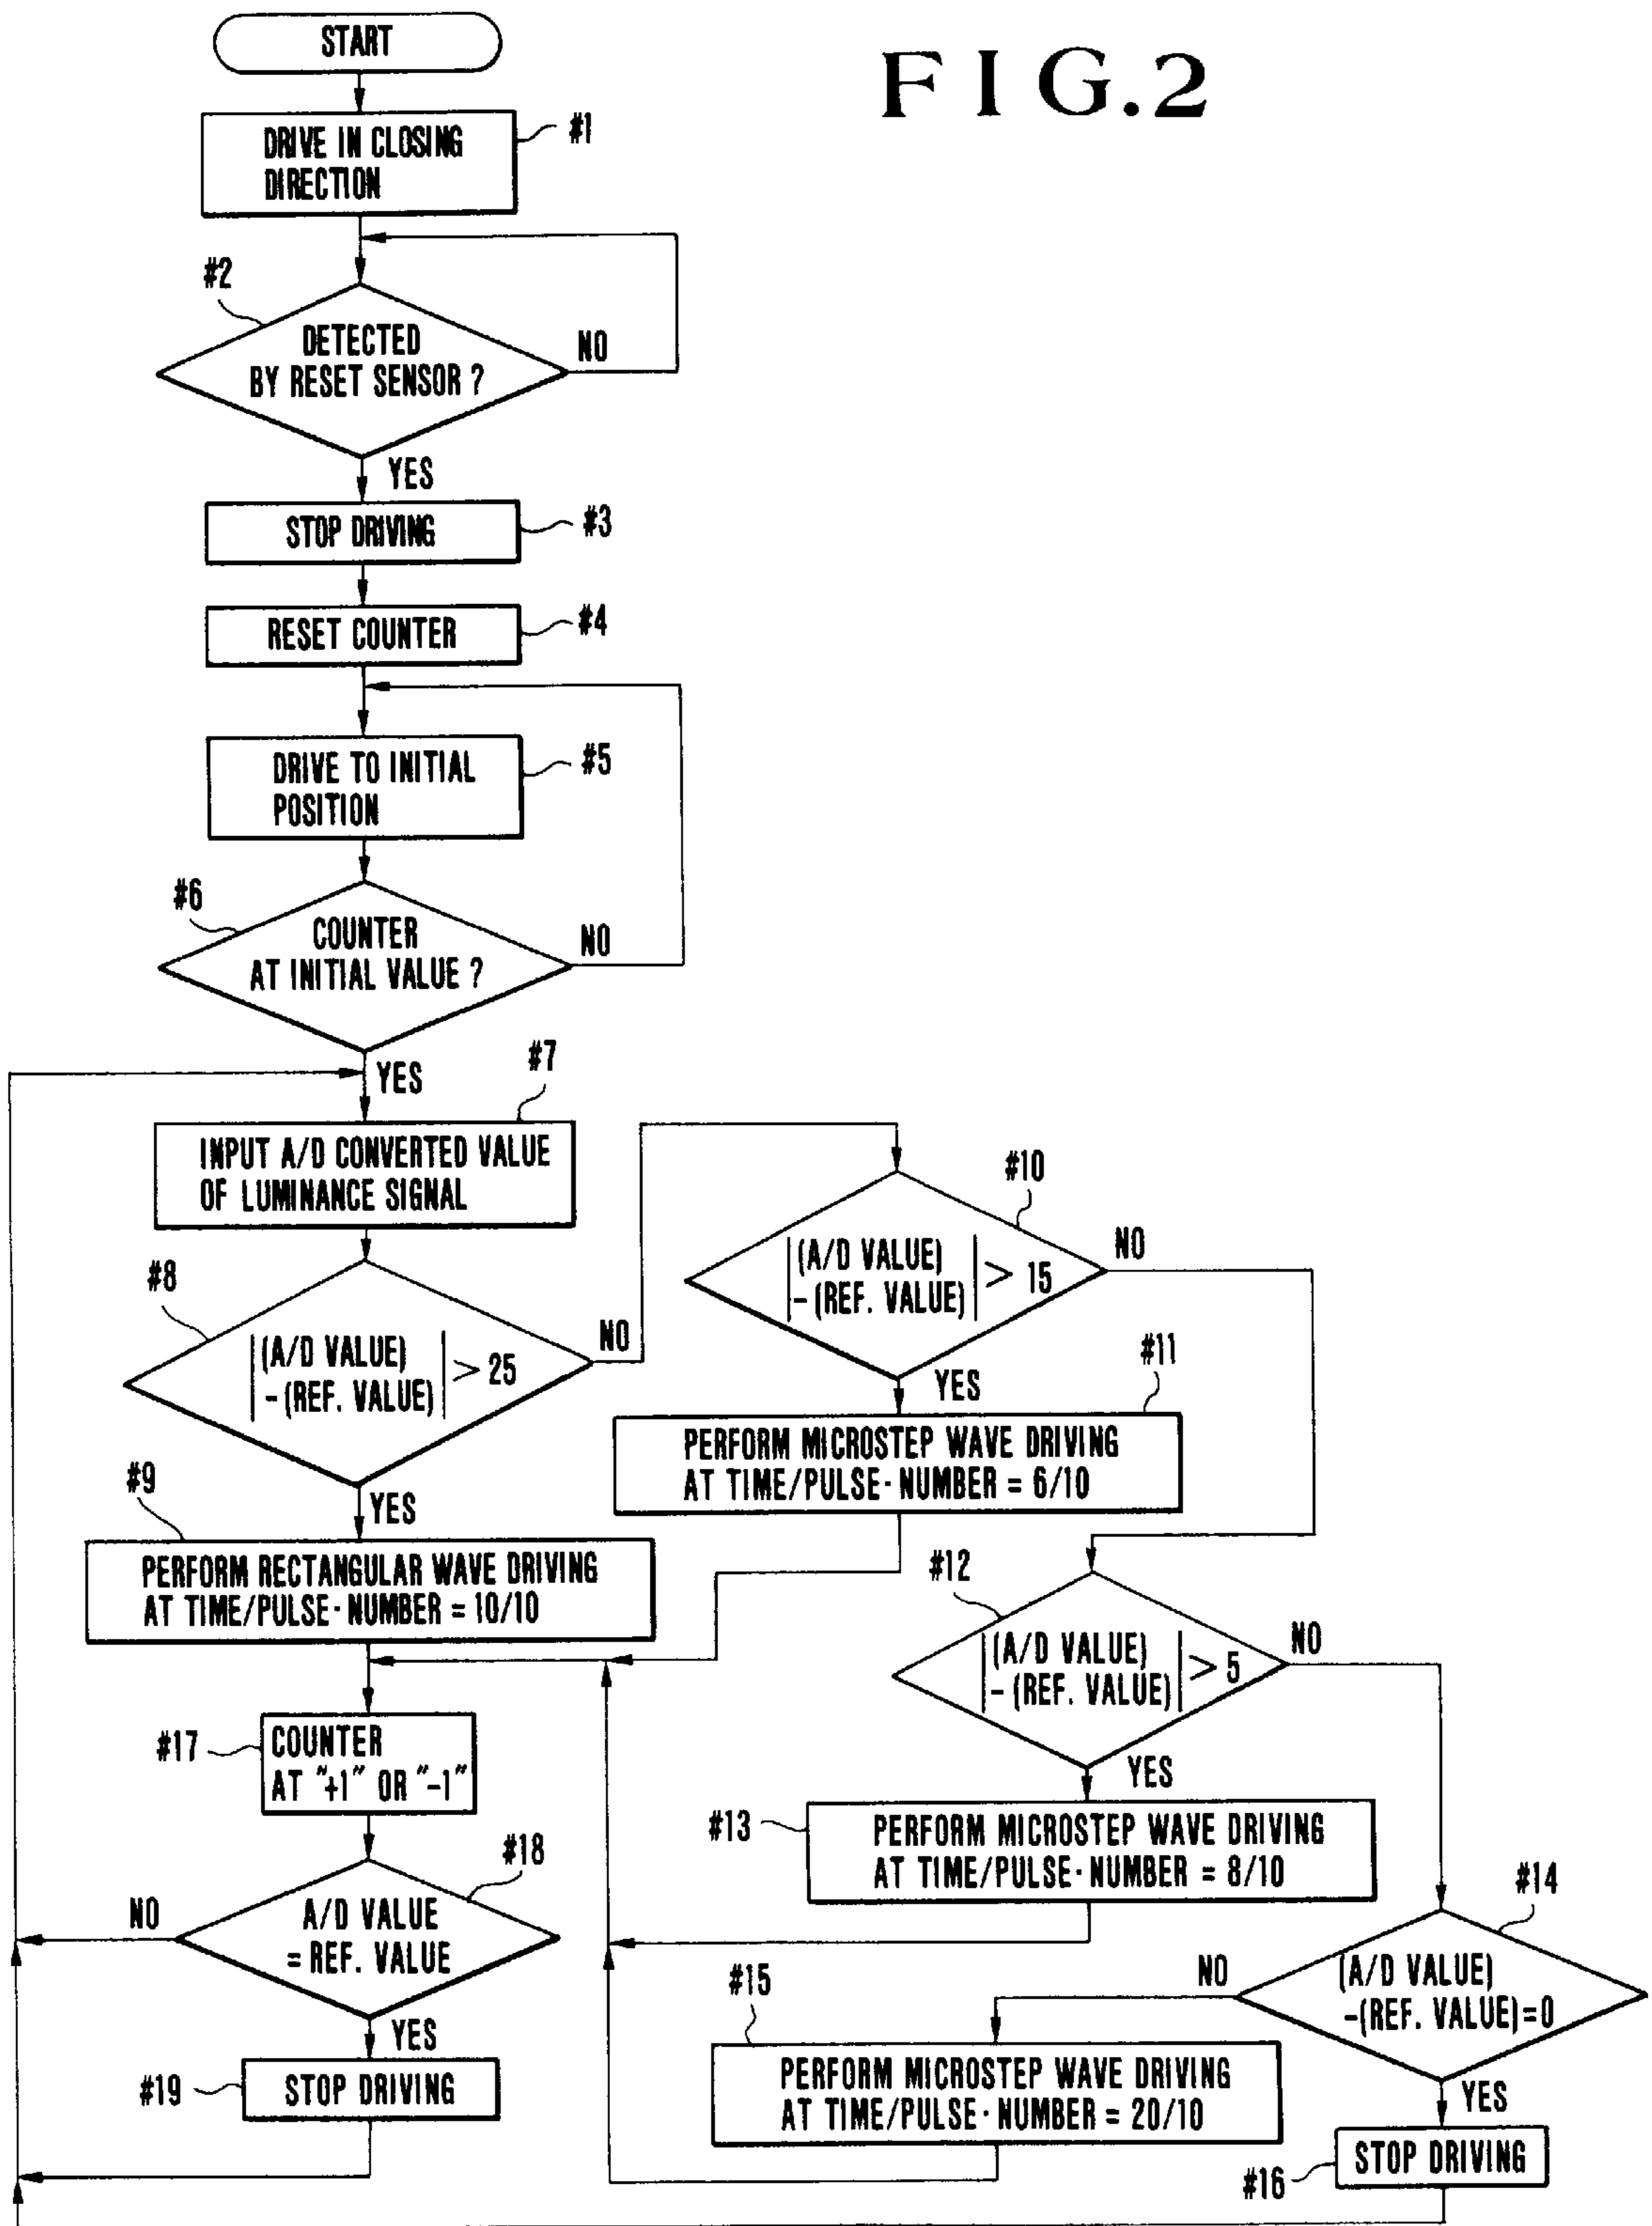 FIG.2
START
#1
DRIVE IN CLOSING
DIRECTION
#2
DETECTED
BY RESET SENSOR ?
NO
YES
STOP DRIVING
#3
RESET COUNTER
#4
DRIVE TO INITIAL
POSITION
#5
#6
COUNTER
AT INITIAL VALUE ?
NO
YES
#7
INPUT A/D CONVERTED VALUE
OF LUMINANCE SIGNAL
#8
|(A/D VALUE)
- (REF. VALUE)| > 25
NO
YES
#9
PERFORM RECTANGULAR WAVE DRIVING
AT TIME/PULSE·NUMBER = 10/10
#10
|(A/D VALUE)
- (REF. VALUE)| > 15
NO
YES
#11
PERFORM MICROSTEP WAVE DRIVING
AT TIME/PULSE·NUMBER = 6/10
#12
|(A/D VALUE)
- (REF. VALUE)| > 5
NO
YES
#13
PERFORM MICROSTEP WAVE DRIVING
AT TIME/PULSE·NUMBER = 8/10
#14
(A/D VALUE)
-(REF. VALUE)=0
NO
YES
#15
PERFORM MICROSTEP WAVE DRIVING
AT TIME/PULSE·NUMBER = 20/10
#16
STOP DRIVING
#17
COUNTER
AT "+1" OR "-1"
#18
A/D VALUE
= REF. VALUE
NO
YES
#19
STOP DRIVING